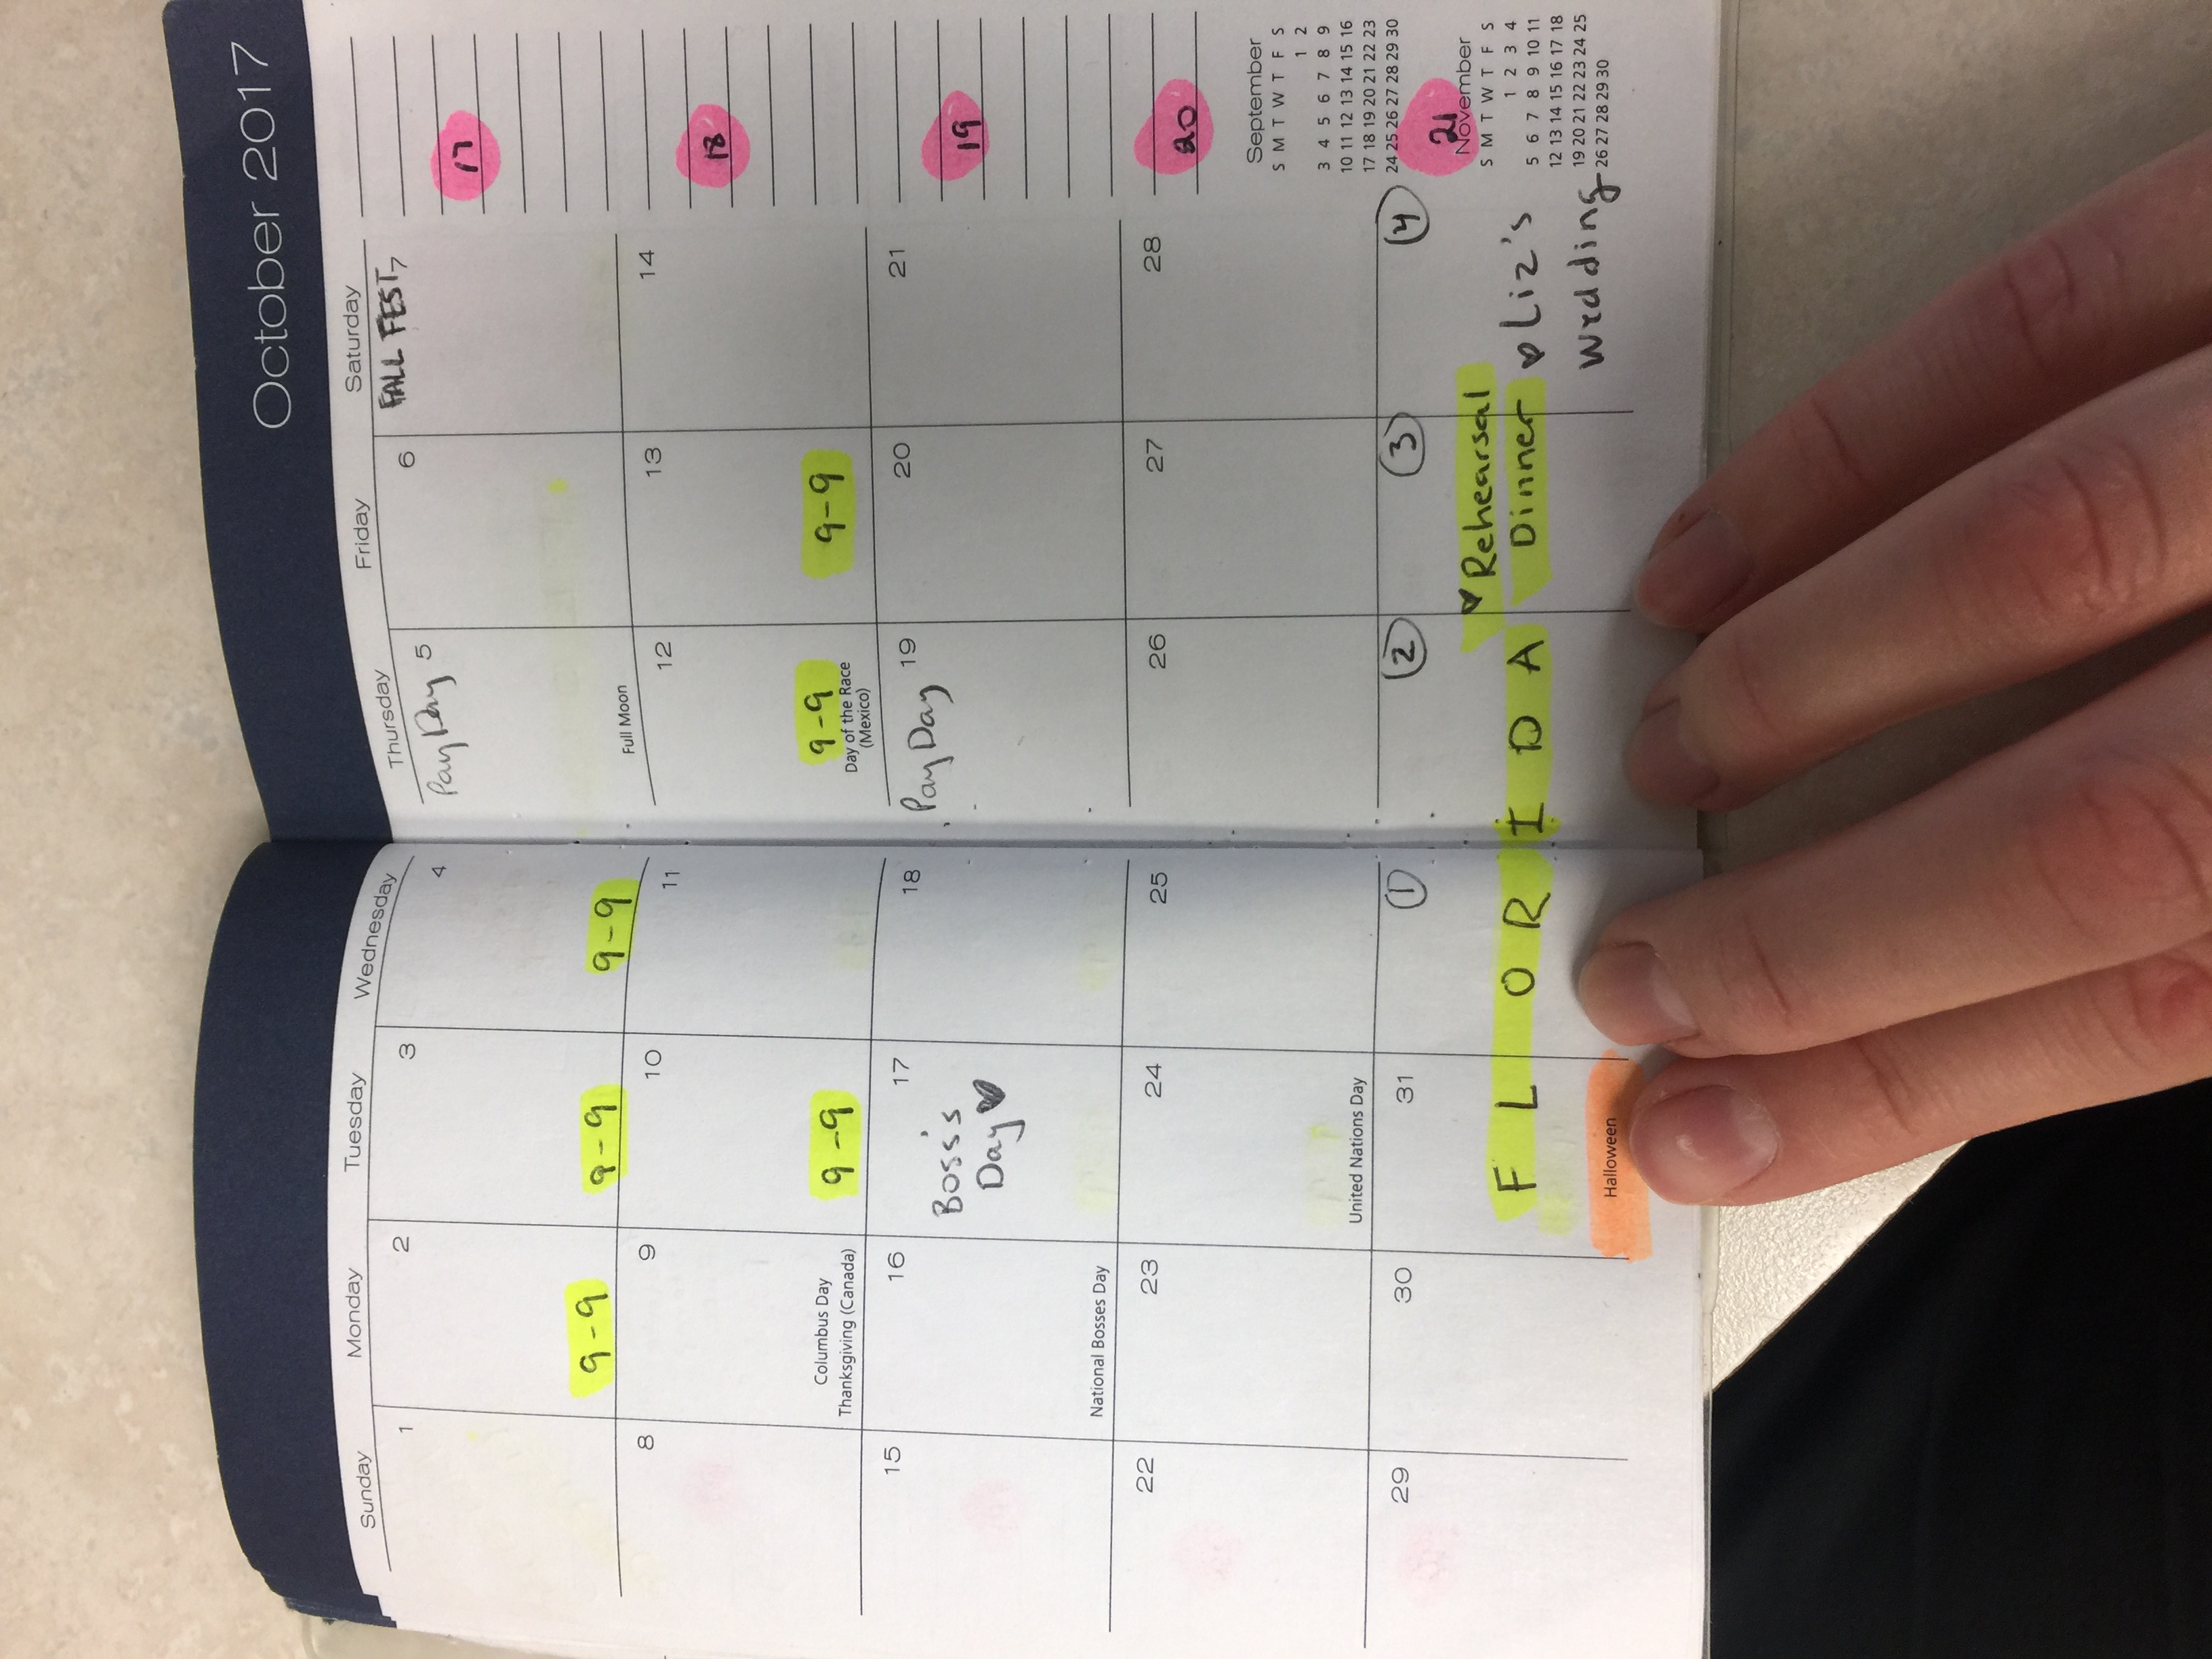 October 2017
Sunday Monday Tuesday Wednesday Thursday Friday Saturday
1 2 3 4 5 6 7
Pay Day
FALL FEST
17
9-9 9-9 9-9
Full Moon
8 9 10 11 12 13 14
18
Columbus Day
Thanksgiving (Canada)
9-9
9-9
Day of the Race
(Mexico)
9-9
15 16 17 18 19 20 21
Boss's
Day
Pay Day
19
National Bosses Day
22 23 24 25 26 27 28
20
United Nations Day
29 30 31 1 2 3 4
FLORIDA
Rehearsal
Dinner
Liz's
Wedding
Halloween
September
S M T W T F S
1 2
3 4 5 6 7 8 9
10 11 12 13 14 15 16
17 18 19 20 21 22 23
24 25 26 27 28 29 30
21
November
S M T W T F S
1 2 3 4
5 6 7 8 9 10 11
12 13 14 15 16 17 18
19 20 21 22 23 24 25
26 27 28 29 30